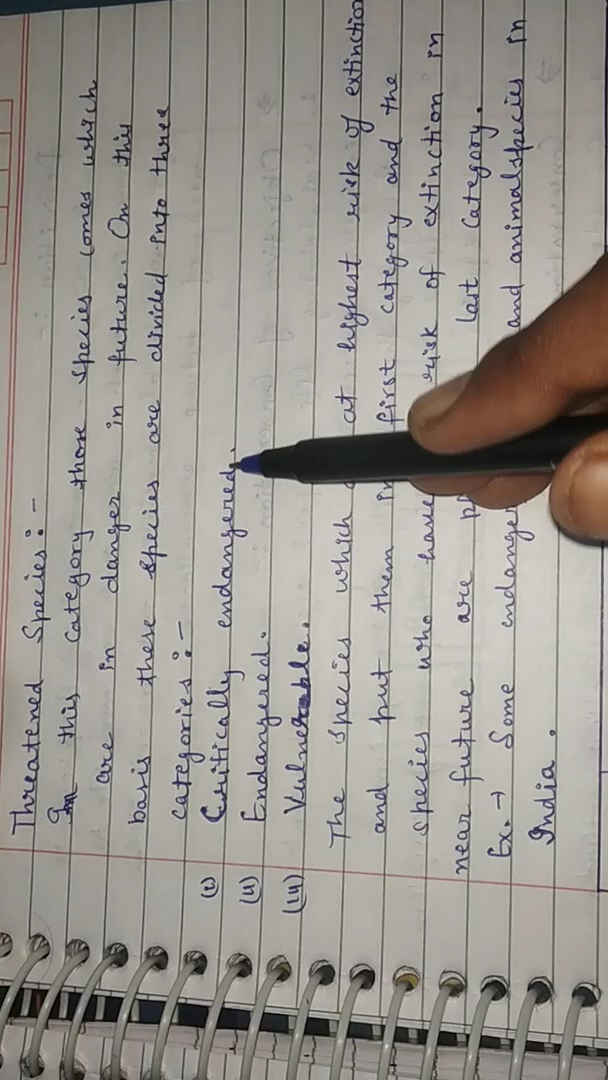 Threatened Species:-
In this category those species comes which
are in danger in future. On this
basis these species are divided into three
categories:-
(i) Critically endangered.
(ii) Endangered.
(iii) Vulnerable.
The species which at highest risk of extinction
and put them in first category and the
species who have risk of extinction in
near future are last category.
Ex. → Some and animal species in
India.